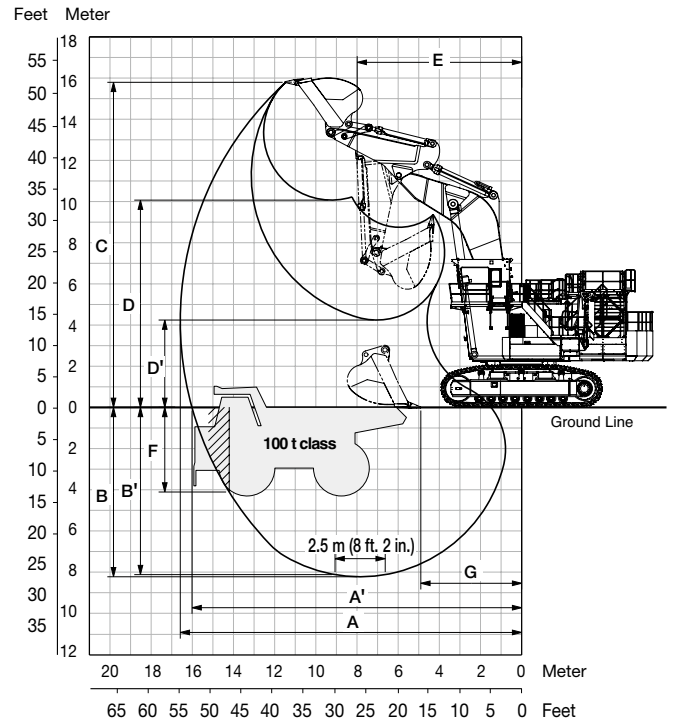 Feet Meter
18
55 16
50
45 14
40 12
35
30 10
25 8
20 6
15 4
10
5 2
0 0
5 2
10
15 4
20 6
25 8
30
35 10
12
E
C
D
D'
F
B
B'
100 t class
Ground Line
2.5 m (8 ft. 2 in.)
G
A'
A
20 18 16 14 12 10 8 6 4 2 0 Meter
65 60 55 50 45 40 35 30 25 20 15 10 5 0 Feet